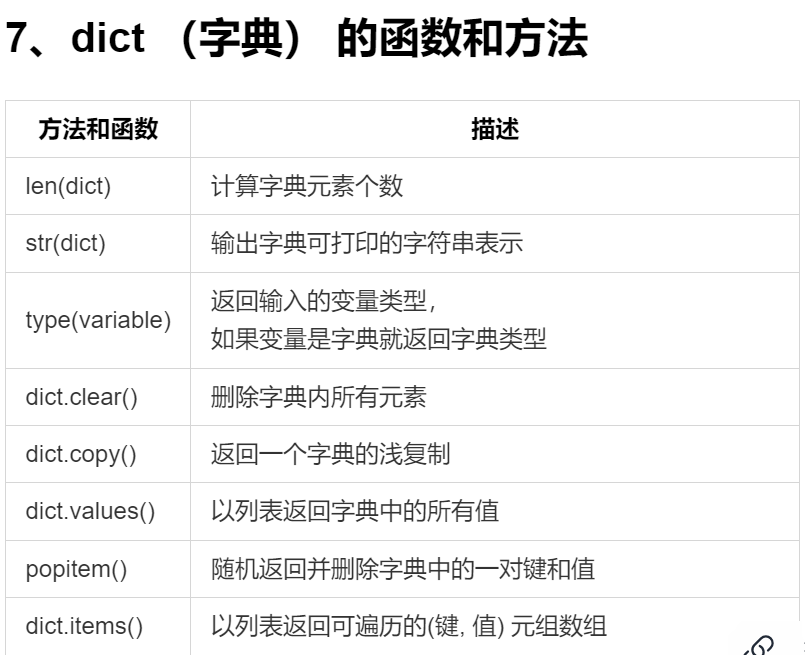 7、dict （字典） 的函数和方法
方法和函数 描述
len(dict) 计算字典元素个数
str(dict) 输出字典可打印的字符串表示
type(variable) 返回输入的变量类型，
如果变量是字典就返回字典类型
dict.clear() 删除字典内所有元素
dict.copy() 返回一个字典的浅复制
dict.values() 以列表返回字典中的所有值
popitem() 随机返回并删除字典中的一对键和值
dict.items() 以列表返回可遍历的(键, 值) 元组数组